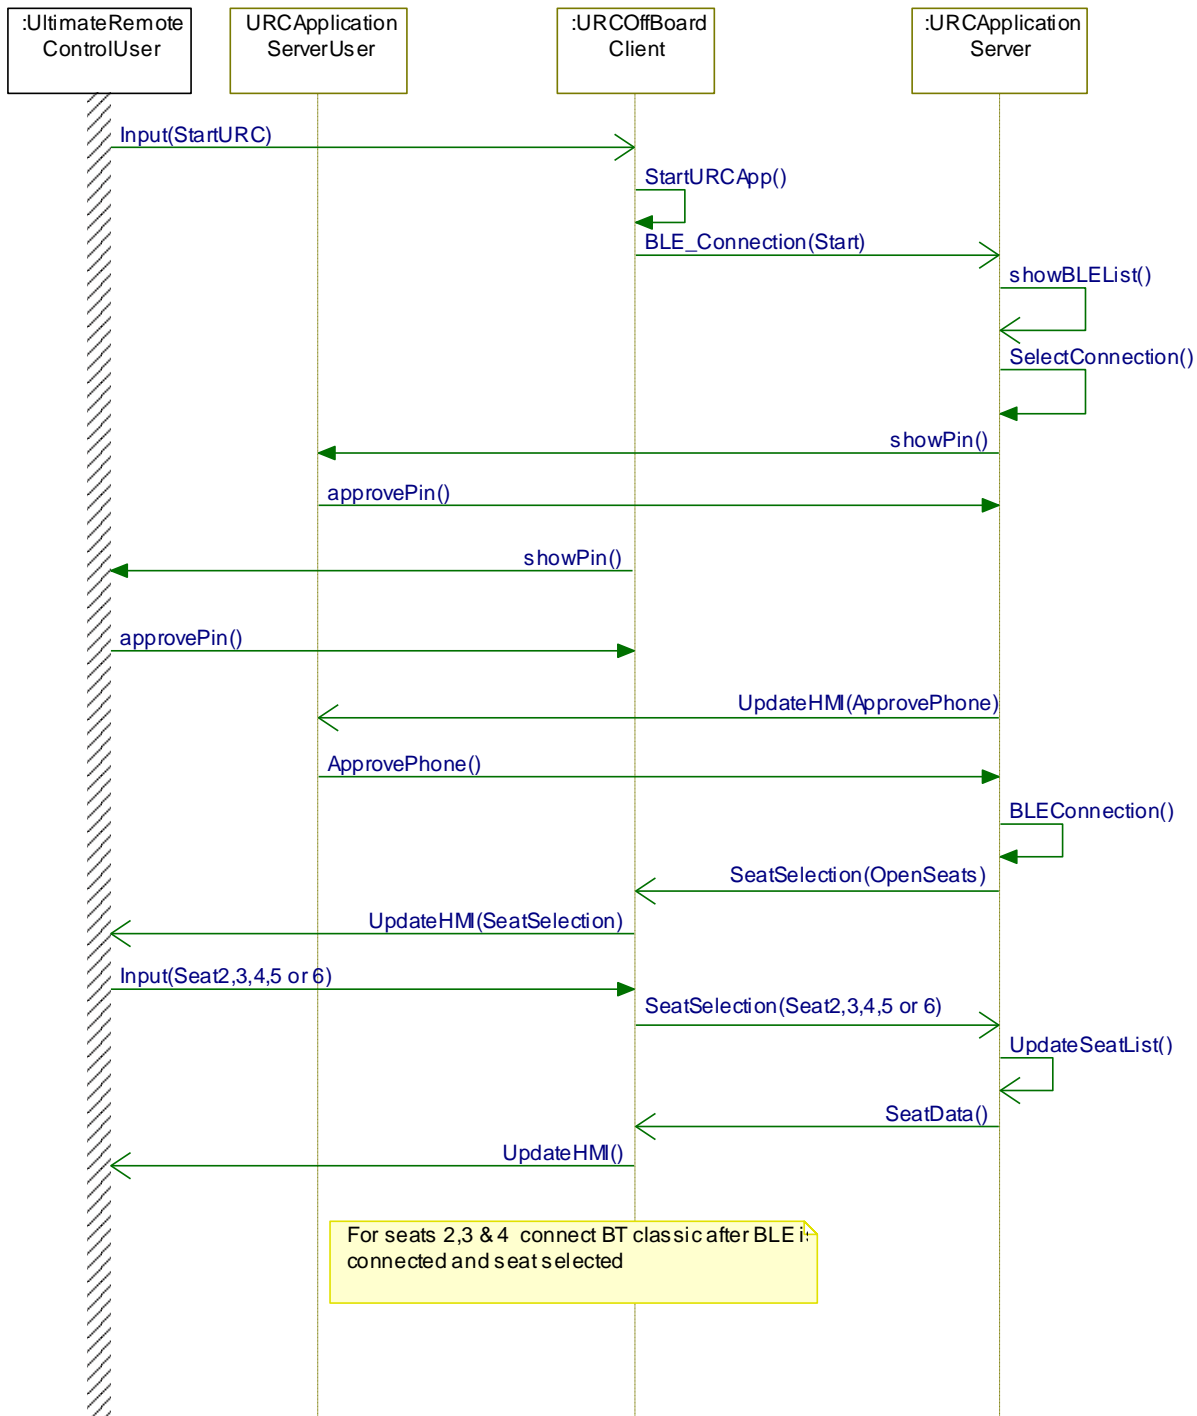 :UltimateRemote
ControlUser
URCApplication
ServerUser
:URCOffBoard
Client
:URCApplication
Server
Input(StartURC)
StartURCApp()
BLE_Connection(Start)
showBLEList()
SelectConnection()
showPin()
approvePin()
showPin()
approvePin()
UpdateHMI(ApprovePhone)
ApprovePhone()
BLEConnection()
SeatSelection(OpenSeats)
UpdateHMI(SeatSelection)
Input(Seat2,3,4,5 or 6)
SeatSelection(Seat2,3,4,5 or 6)
UpdateSeatList()
SeatData()
UpdateHMI()
For seats 2,3 & 4 connect BT classic after BLE is
connected and seat selected